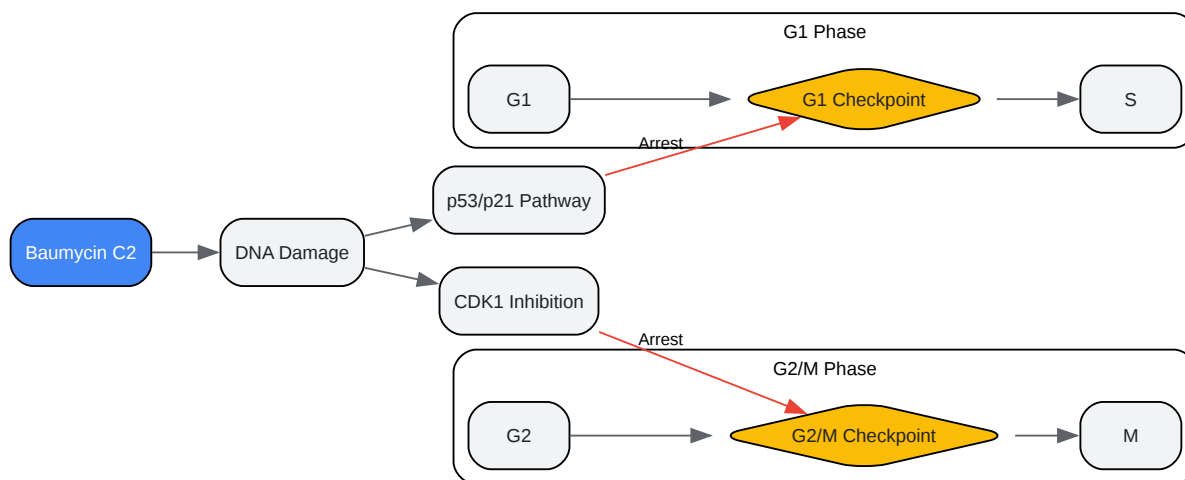 G1 Phase
G1
G1 Checkpoint
S
Arrest
p53/p21 Pathway
Baumycin C2
DNA Damage
CDK1 Inhibition
Arrest
G2/M Phase
G2
G2/M Checkpoint
M